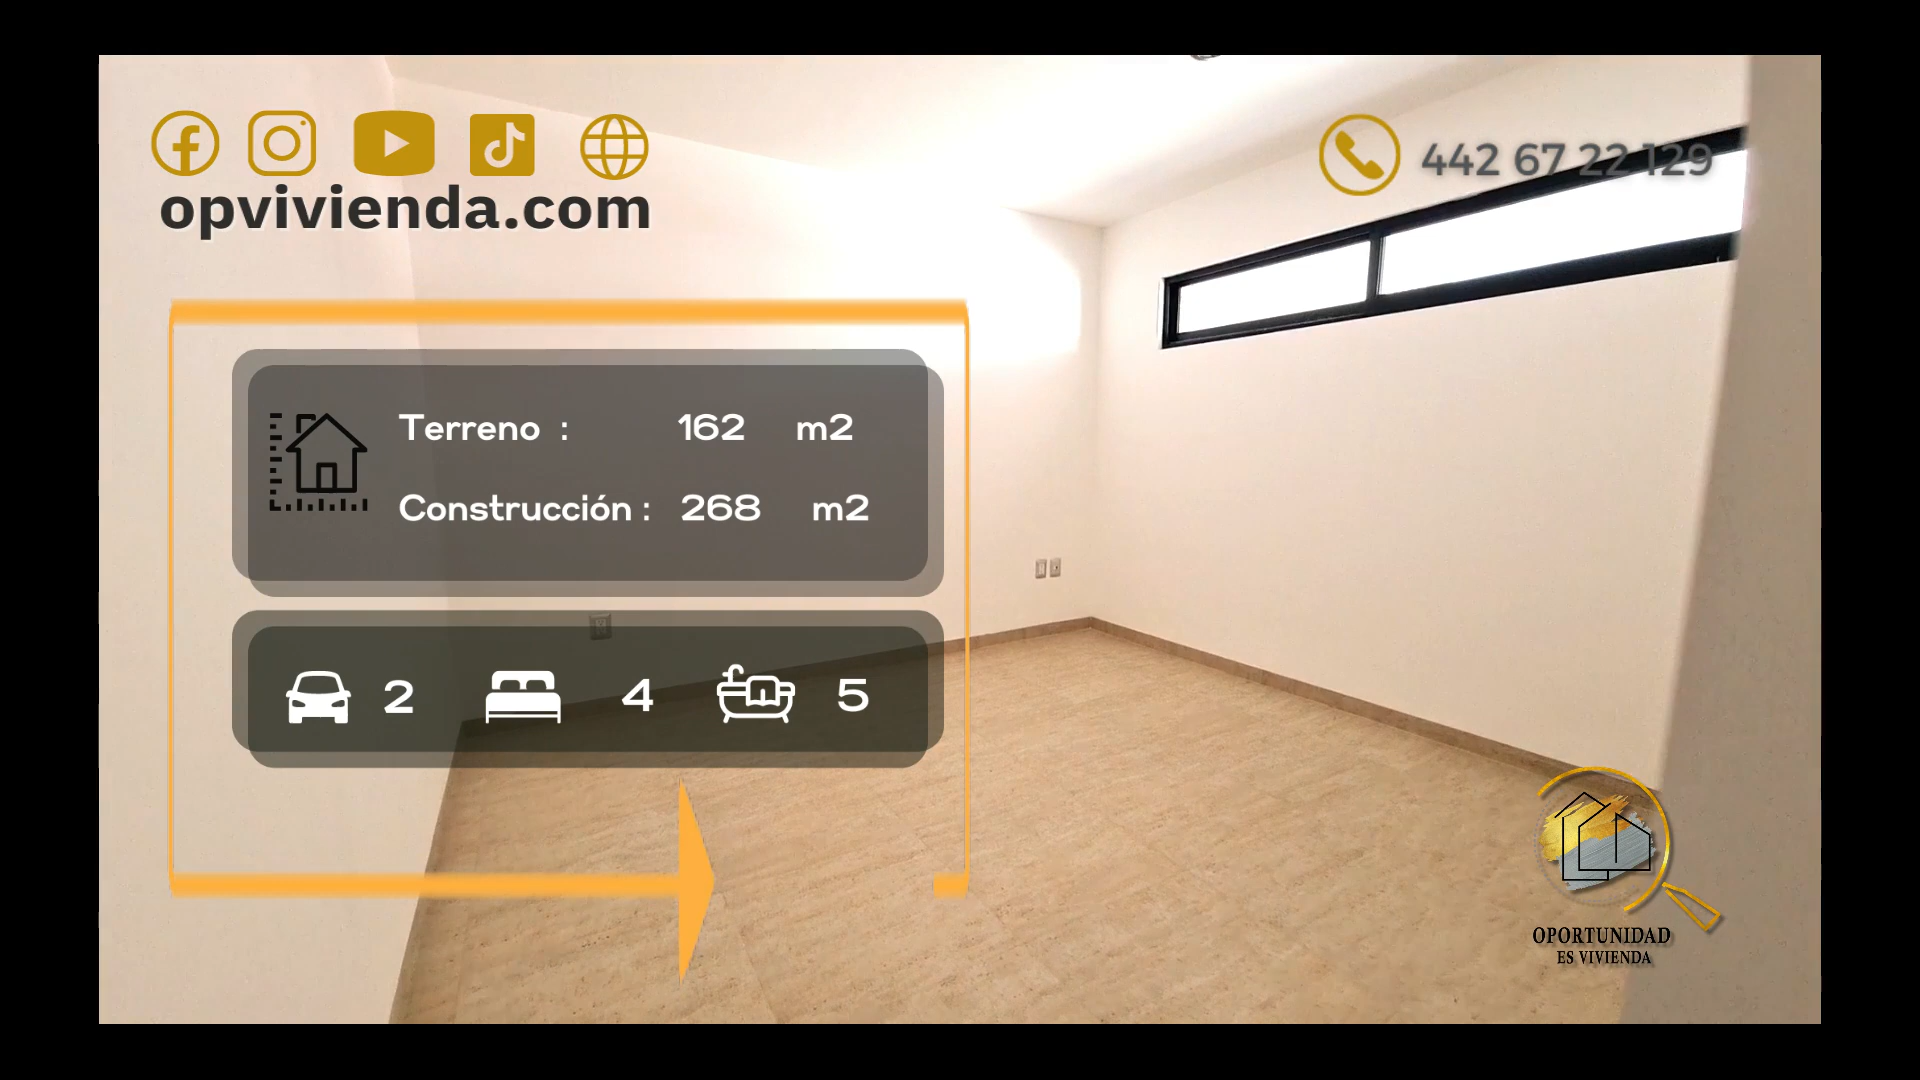 opvivienda.com
442 67 22 129
Terreno : 162 m2
Construcción : 268 m2
2 4 5
OPORTUNIDAD
ES VIVIENDA